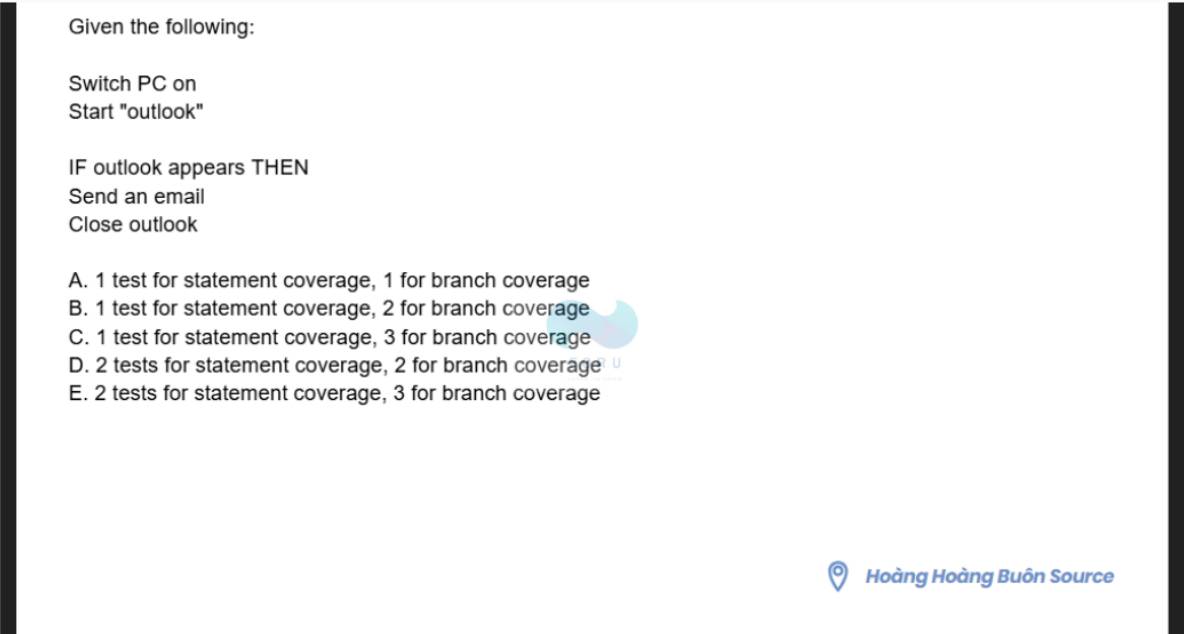 Given the following:
Switch PC on
Start "outlook"
IF outlook appears THEN
Send an email
Close outlook
A. 1 test for statement coverage, 1 for branch coverage
B. 1 test for statement coverage, 2 for branch coverage
C. 1 test for statement coverage, 3 for branch coverage
D. 2 tests for statement coverage, 2 for branch coverage
E. 2 tests for statement coverage, 3 for branch coverage
Hoàng Hoàng Buôn Source